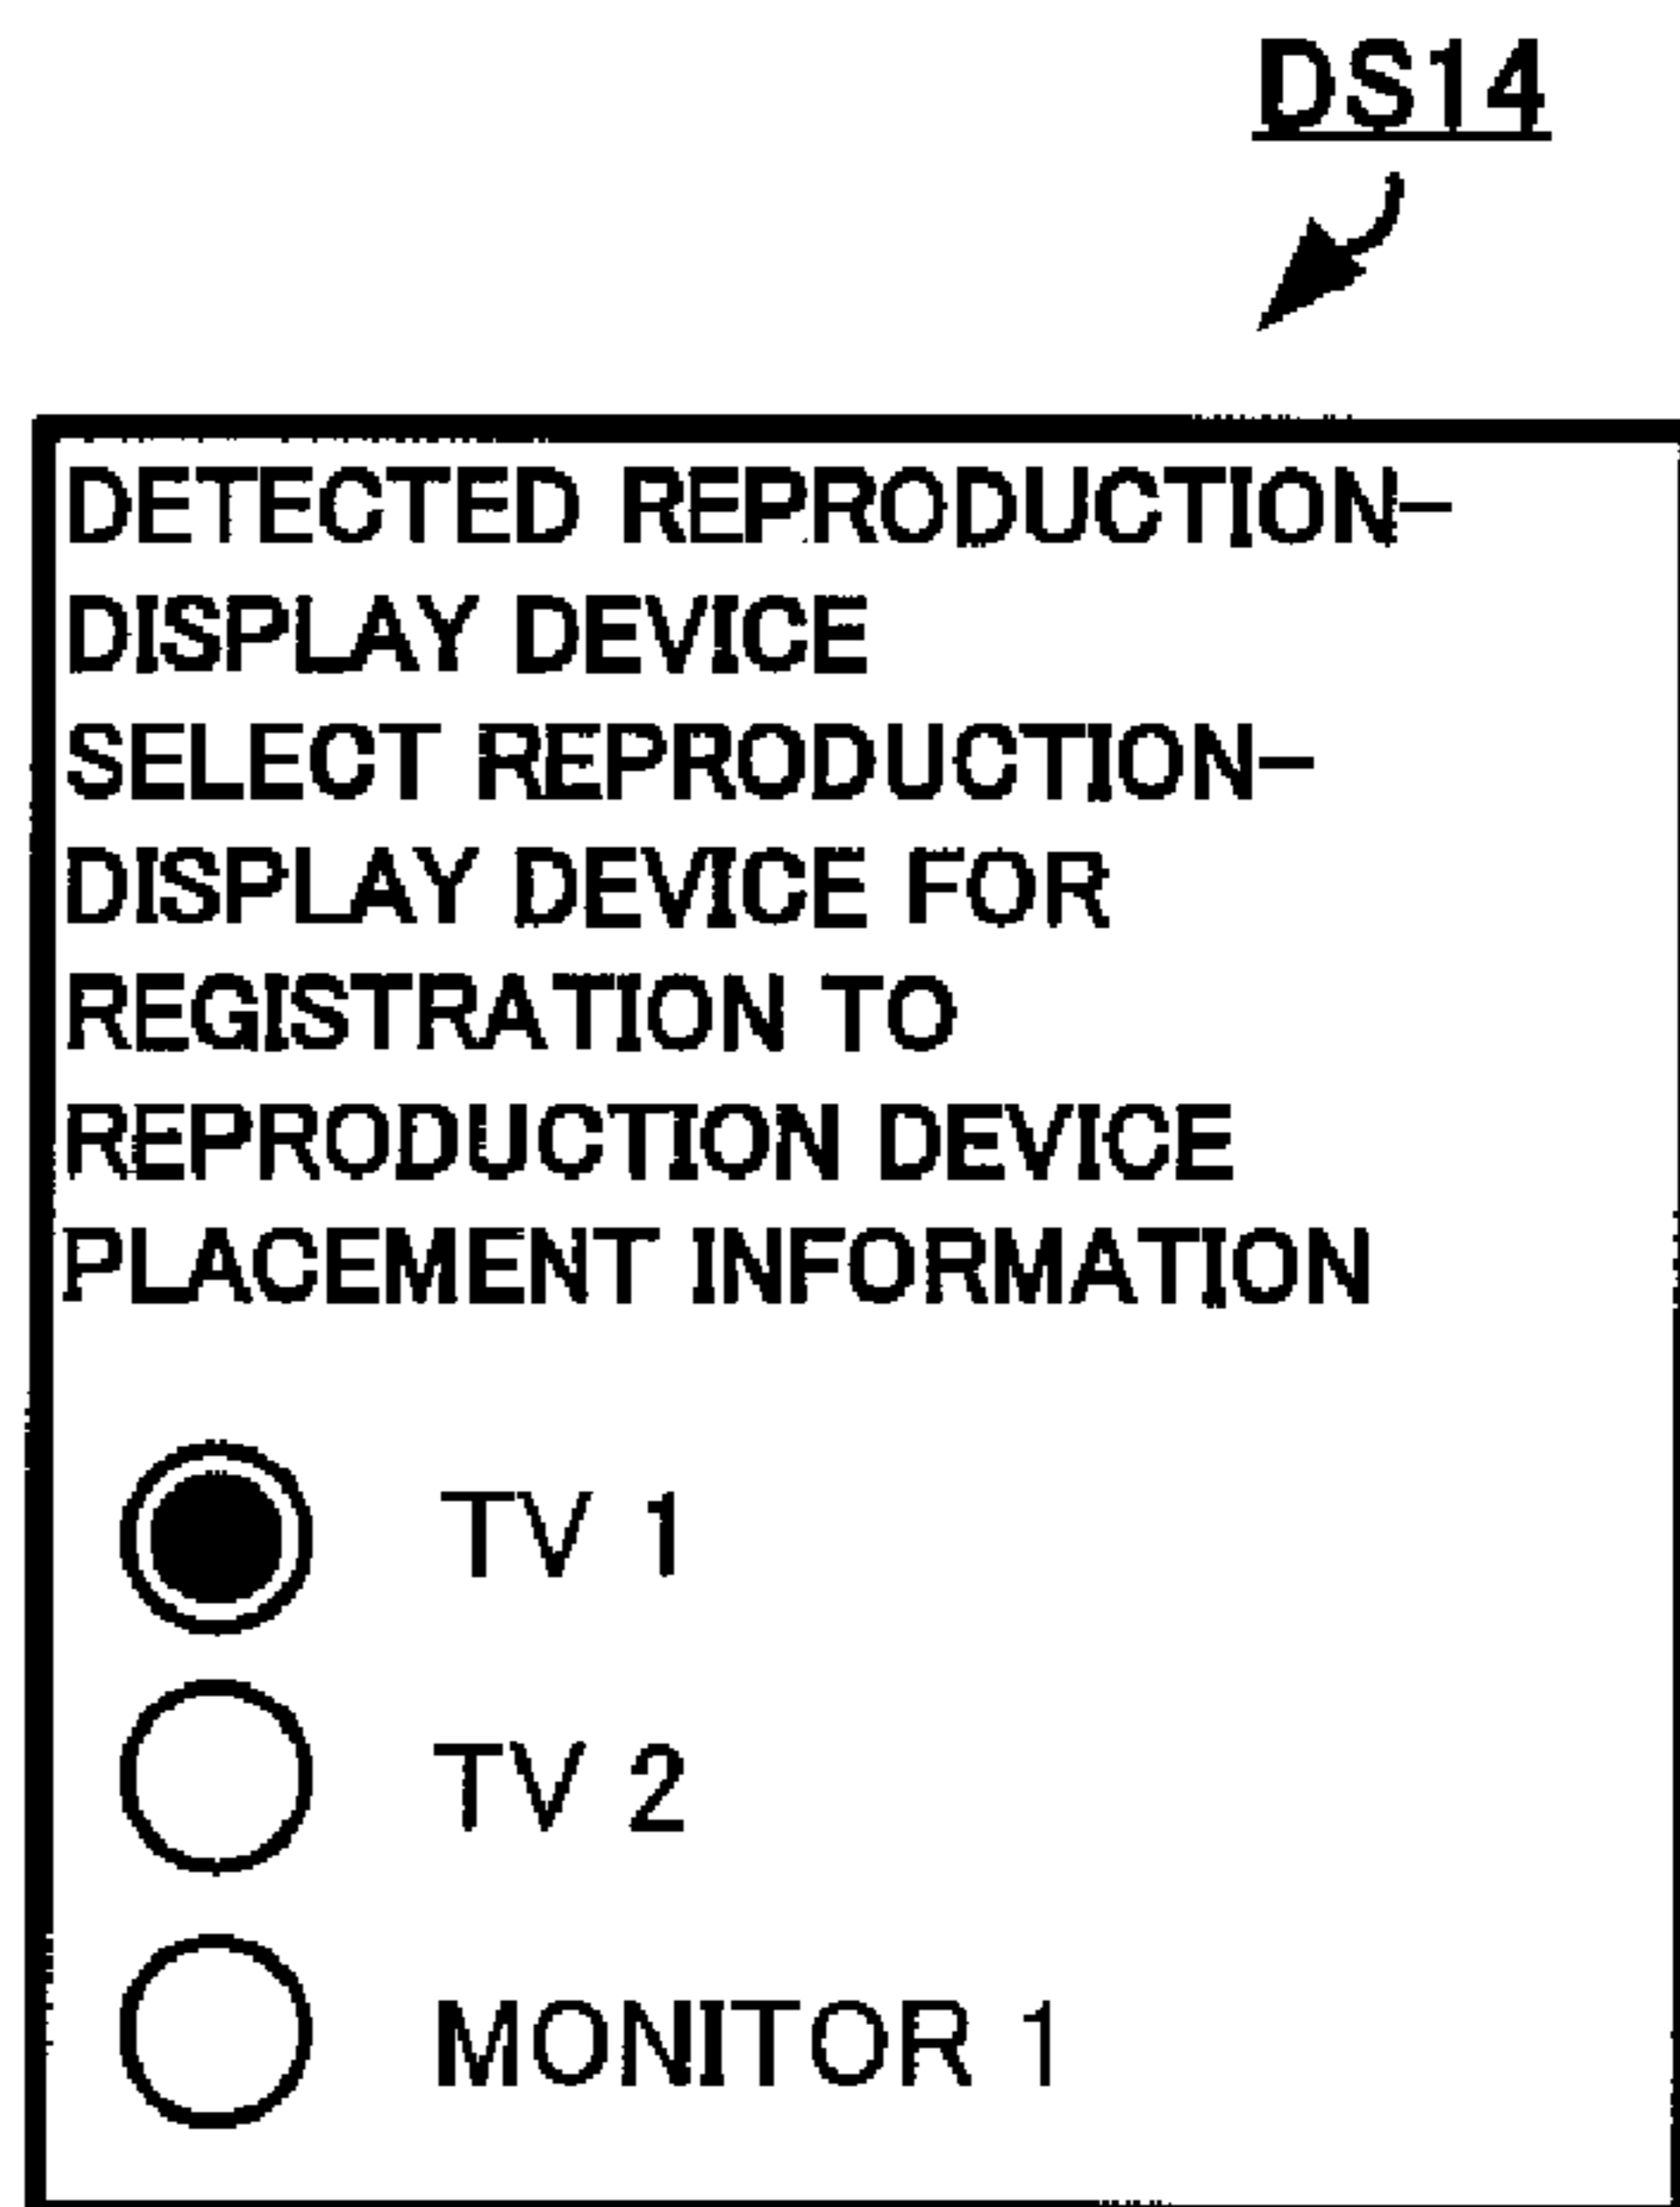 DS14
DETECTED REPRODUCTION-
DISPLAY DEVICE
SELECT REPRODUCTION-
DISPLAY DEVICE FOR
REGISTRATION TO
REPRODUCTION DEVICE
PLACEMENT INFORMATION
TV 1
TV 2
MONITOR 1